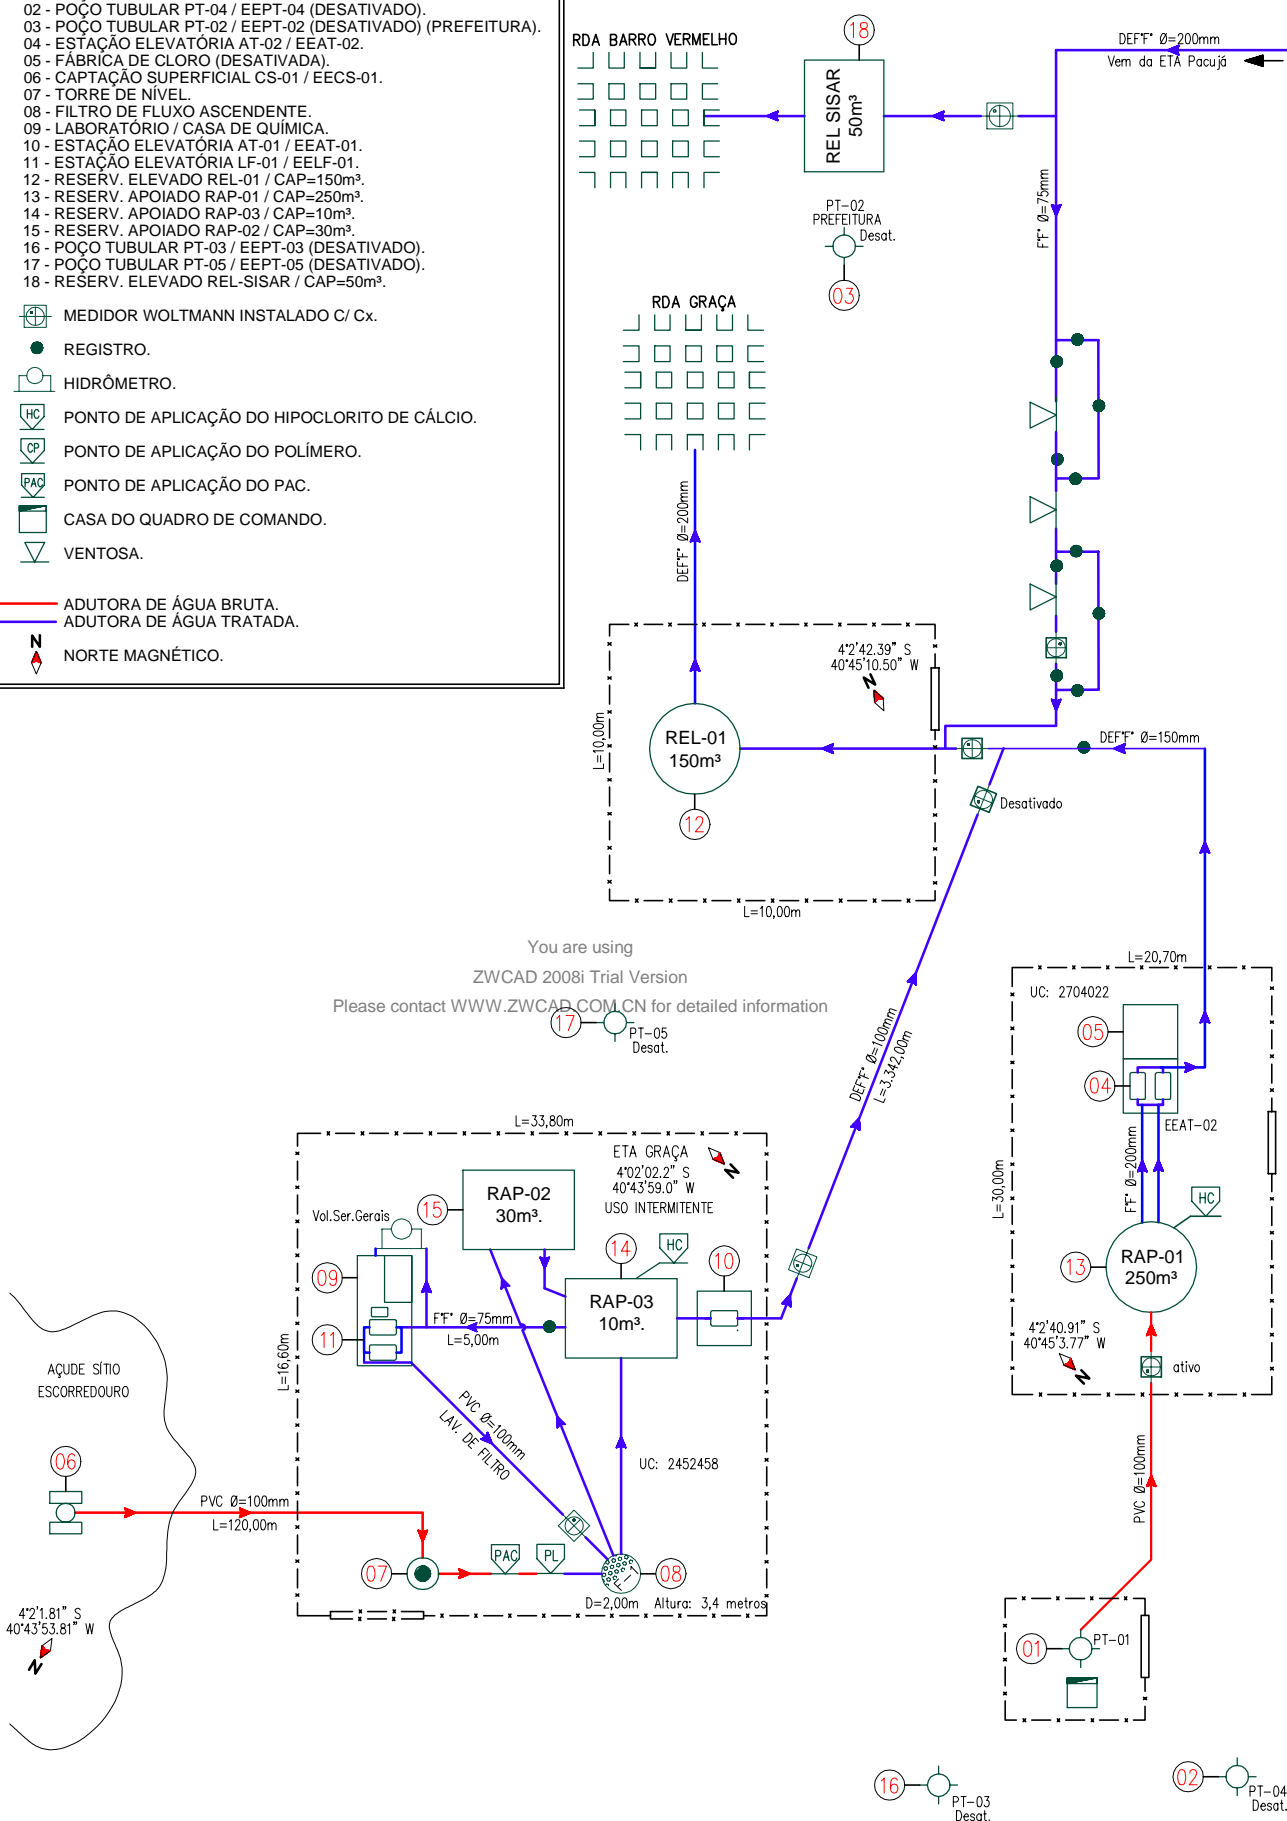 02 - POÇO TUBULAR PT-04 / EEPT-04 (DESATIVADO).
03 - POÇO TUBULAR PT-02 / EEPT-02 (DESATIVADO) (PREFEITURA).
04 - ESTAÇÃO ELEVATÓRIA AT-02 / EEAT-02.
05 - FÁBRICA DE CLORO (DESATIVADA).
06 - CAPTAÇÃO SUPERFICIAL CS-01 / EECS-01.
07 - TORRE DE NÍVEL.
08 - FILTRO DE FLUXO ASCENDENTE.
09 - LABORATÓRIO / CASA DE QUÍMICA.
10 - ESTAÇÃO ELEVATÓRIA AT-01 / EEAT-01.
11 - ESTAÇÃO ELEVATÓRIA LF-01 / EELF-01.
12 - RESERV. ELEVADO REL-01 / CAP=150m³.
13 - RESERV. APOIADO RAP-01 / CAP=250m³.
14 - RESERV. APOIADO RAP-03 / CAP=10m³.
15 - RESERV. APOIADO RAP-02 / CAP=30m³.
16 - POÇO TUBULAR PT-03 / EEPT-03 (DESATIVADO).
17 - POÇO TUBULAR PT-05 / EEPT-05 (DESATIVADO).
18 - RESERV. ELEVADO REL-SISAR / CAP=50m³.
MEDIDOR WOLTMANN INSTALADO C/ Cx.
REGISTRO.
HIDRÔMETRO.
HC PONTO DE APLICAÇÃO DO HIPOCLORITO DE CÁLCIO.
CP PONTO DE APLICAÇÃO DO POLÍMERO.
PAC PONTO DE APLICAÇÃO DO PAC.
CASA DO QUADRO DE COMANDO.
VENTOSA.
ADUTORA DE ÁGUA BRUTA.
ADUTORA DE ÁGUA TRATADA.
N
NORTE MAGNÉTICO.
RDA BARRO VERMELHO
18
REL SISAR
50m³
DEF°F° Ø=200mm
Vem da ETA Pacujá
F°F° Ø=75mm
PT-02
PREFEITURA
Desat.
03
RDA GRAÇA
DEF°F° Ø=200mm
4°2'42.39" S
40°45'10.50" W
N
L=10,00m
REL-01
150m³
12
L=10,00m
DEF°F° Ø=150mm
Desativado
You are using
ZWCAD 2008i Trial Version
Please contact WWW.ZWCAD.COM.CN for detailed information
17
PT-05
Desat.
DEF°F° Ø=100mm
L=3.342,00m
L=20,70m
UC: 2704022
05
04
EEAT-02
F°F° Ø=200mm
L=30,00m
HC
13
RAP-01
250m³
4°2'40.91" S
40°45'3.77" W
N
ativo
PVC Ø=100mm
01
PT-01
16
PT-03
Desat.
02
PT-04
Desat.
L=33,80m
ETA GRAÇA
4°02'02.2" S
40°43'59.0" W
USO INTERMITENTE
N
15
RAP-02
30m³.
Vol.Ser.Gerais
14
HC
10
09
RAP-03
10m³.
F°F° Ø=75mm
L=5,00m
11
L=16,60m
PVC Ø=100mm
LAV. DE FILTRO
UC: 2452458
AÇUDE SÍTIO
ESCORREDOURO
06
PVC Ø=100mm
L=120,00m
07
PAC
PL
F-1
08
D=2,00m Altura: 3,4 metros
4°2'1.81" S
40°43'53.81" W
N